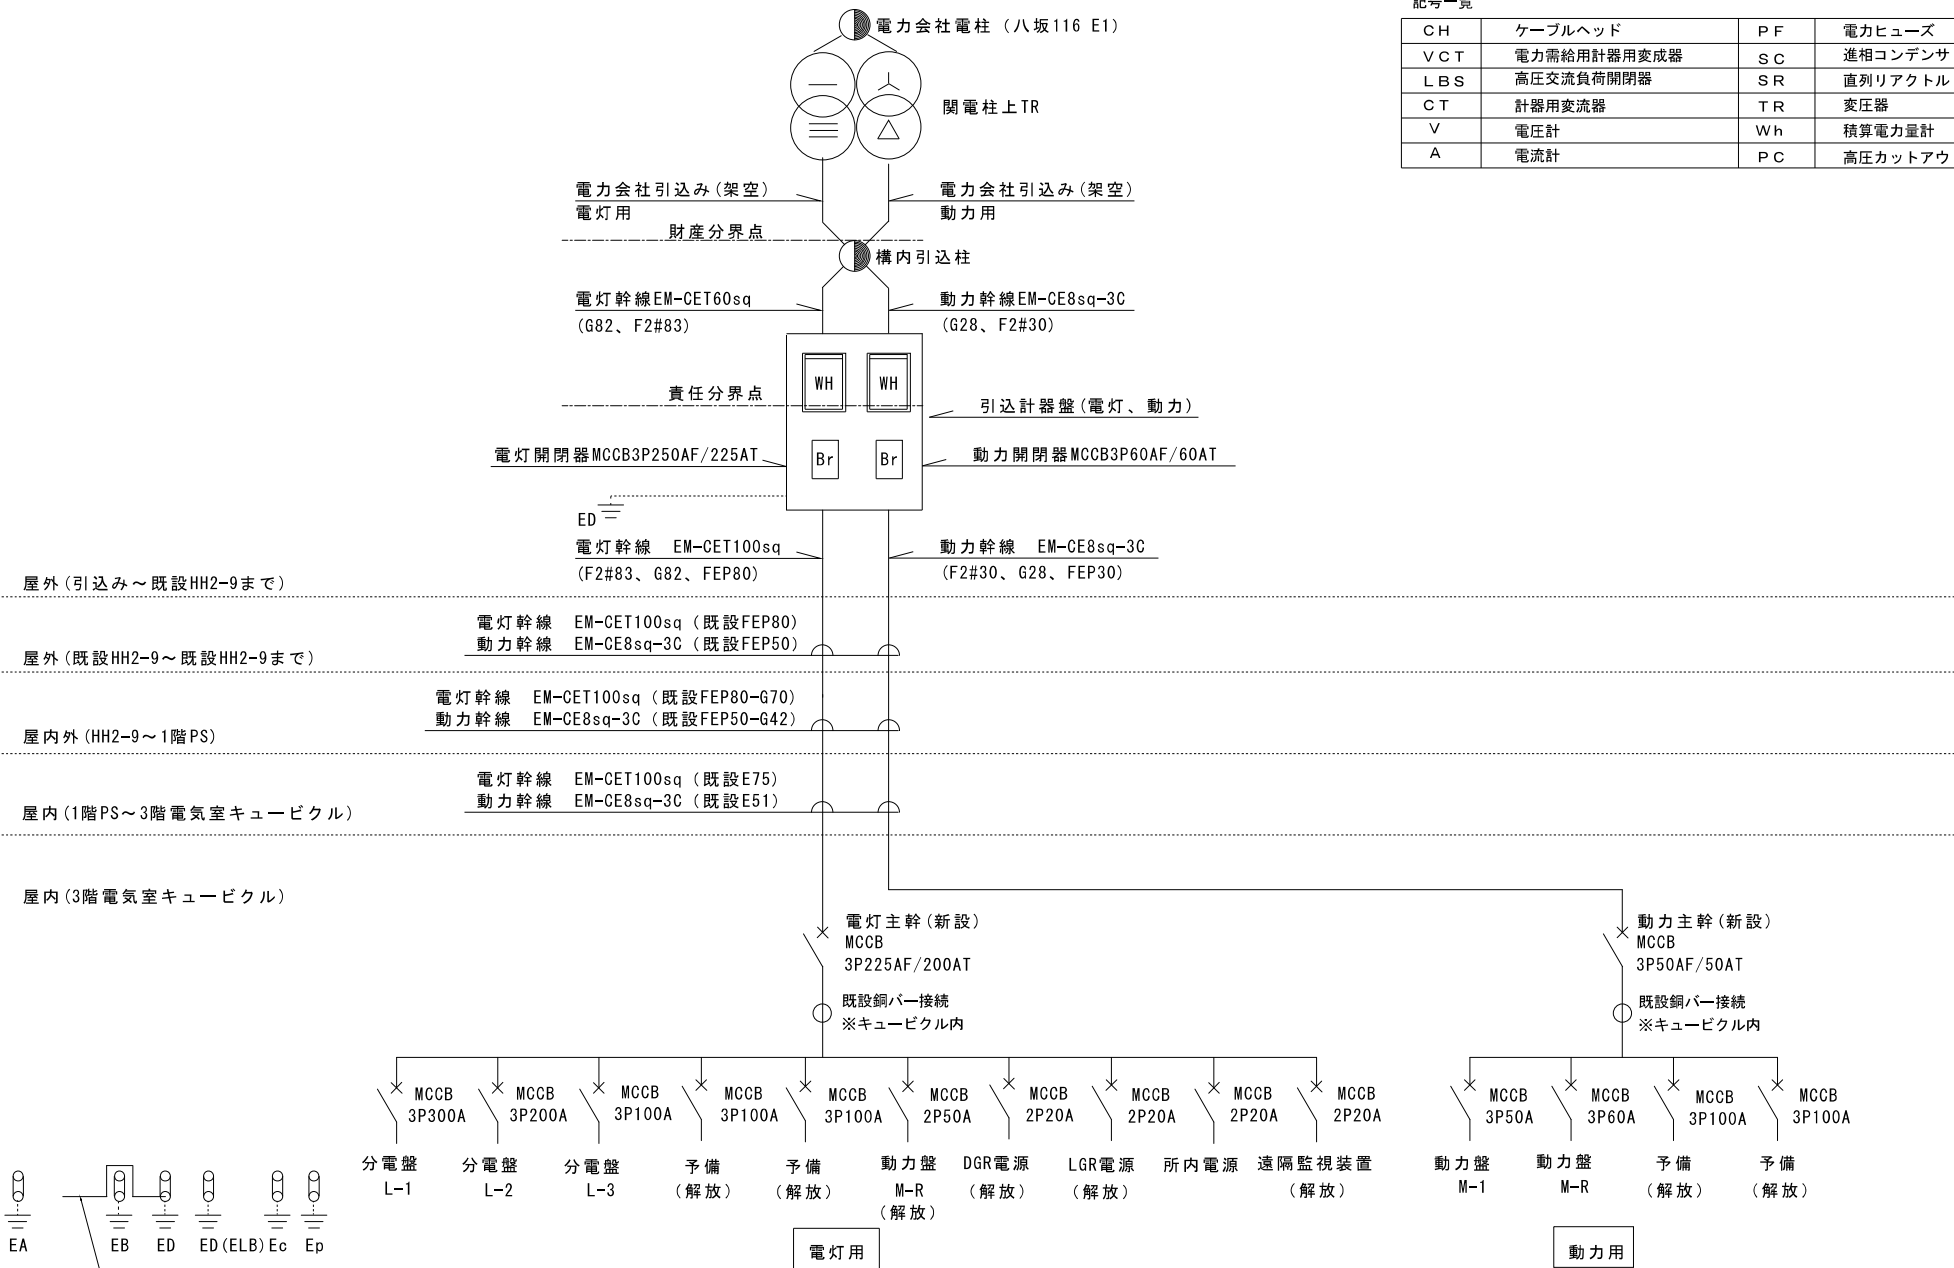 記号一覧
CH ケーブルヘッド PF 電力ヒューズ
VCT 電力需給用計器用変成器 SC 進相コンデンサ
LBS 高圧交流負荷開閉器 SR 直列リアクトル
CT 計器用変流器 TR 変圧器
V 電圧計 Wh 積算電力量計
A 電流計 PC 高圧カットアウ
電力会社電柱（八坂116 E1）
関電柱上TR
電力会社引込み(架空)
電灯用
電力会社引込み(架空)
動力用
財産分界点
構内引込柱
電灯幹線EM-CET60sq
(G82、F2#83)
動力幹線EM-CE8sq-3C
(G28、F2#30)
WH
WH
責任分界点
引込計器盤(電灯、動力)
電灯開閉器MCCB3P250AF/225AT
Br
Br
動力開閉器MCCB3P60AF/60AT
ED
電灯幹線 EM-CET100sq
(F2#83、G82、FEP80)
動力幹線 EM-CE8sq-3C
(F2#30、G28、FEP30)
屋外(引込み～既設HH2-9まで)
電灯幹線 EM-CET100sq（既設FEP80)
動力幹線 EM-CE8sq-3C（既設FEP50)
屋外(既設HH2-9～既設HH2-9まで)
電灯幹線 EM-CET100sq（既設FEP80-G70)
動力幹線 EM-CE8sq-3C（既設FEP50-G42)
屋内外(HH2-9～1階PS)
電灯幹線 EM-CET100sq（既設E75)
動力幹線 EM-CE8sq-3C（既設E51)
屋内(1階PS～3階電気室キュービクル)
屋内(3階電気室キュービクル)
電灯主幹(新設)
MCCB
3P225AF/200AT
既設銅バー接続
※キュービクル内
動力主幹(新設)
MCCB
3P50AF/50AT
既設銅バー接続
※キュービクル内
MCCB
3P300A
分電盤
L-1
MCCB
3P200A
分電盤
L-2
MCCB
3P100A
分電盤
L-3
MCCB
3P100A
予備
(解放)
MCCB
3P100A
予備
(解放)
MCCB
2P50A
動力盤
M-R
(解放)
MCCB
2P20A
DGR電源
(解放)
MCCB
2P20A
LGR電源
(解放)
MCCB
2P20A
所内電源
MCCB
2P20A
遠隔監視装置
(解放)
電灯用
MCCB
3P50A
動力盤
M-1
MCCB
3P60A
動力盤
M-R
MCCB
3P100A
予備
(解放)
MCCB
3P100A
予備
(解放)
動力用
EA EB ED ED(ELB) Ec Ep